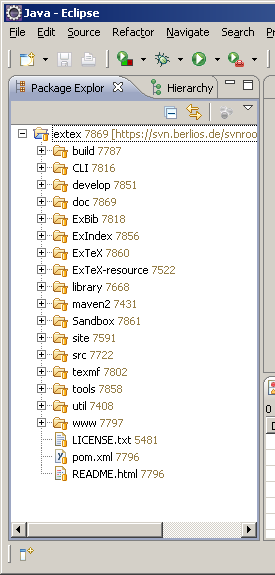 Java - Eclipse
File Edit Source Refactor Navigate Search
Package Explor Hierarchy
extex 7869 [https://svn.berlios.de/svnroo
build 7787
CLI 7816
develop 7851
doc 7869
ExBib 7818
ExIndex 7856
ExTeX 7860
ExTeX-resource 7522
library 7668
maven2 7431
Sandbox 7861
site 7591
src 7722
texmf 7802
tools 7858
util 7408
www 7797
LICENSE.txt 5481
pom.xml 7796
README.html 7796
0